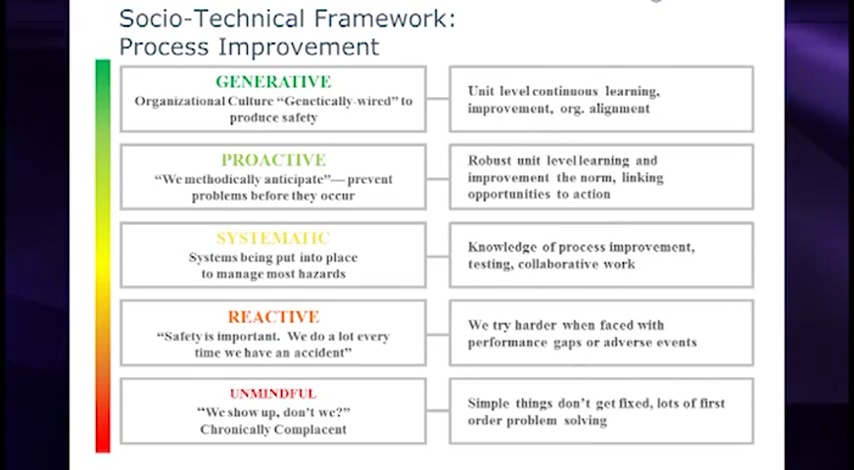 Socio-Technical Framework:
Process Improvement
GENERATIVE
Organizational Culture “Genetically-wired” to
produce safety
Unit level continuous learning,
improvement, org. alignment
PROACTIVE
“We methodically anticipate”— prevent
problems before they occur
Robust unit level learning and
improvement the norm, linking
opportunities to action
SYSTEMATIC
Systems being put into place
to manage most hazards
Knowledge of process improvement,
testing, collaborative work
REACTIVE
“Safety is important. We do a lot every
time we have an accident”
We try harder when faced with
performance gaps or adverse events
UNMINDFUL
“We show up, don’t we?”
Chronically Complacent
Simple things don’t get fixed, lots of first
order problem solving